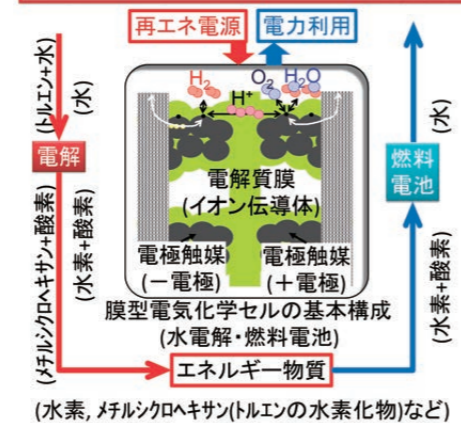 再エネ電源
電力利用
(トルエン+水)
(水)
電解
(メチルシクロヘキサン+酸素)
(水素+酸素)
H₂
O₂
H₂O
H⁺
電解質膜
(イオン伝導体)
電極触媒
(−電極)
電極触媒
(+電極)
膜型電気化学セルの基本構成
(水電解・燃料電池)
(水)
燃料
電池
(水素+酸素)
エネルギー物質
(水素, メチルシクロヘキサン(トルエンの水素化物)など)